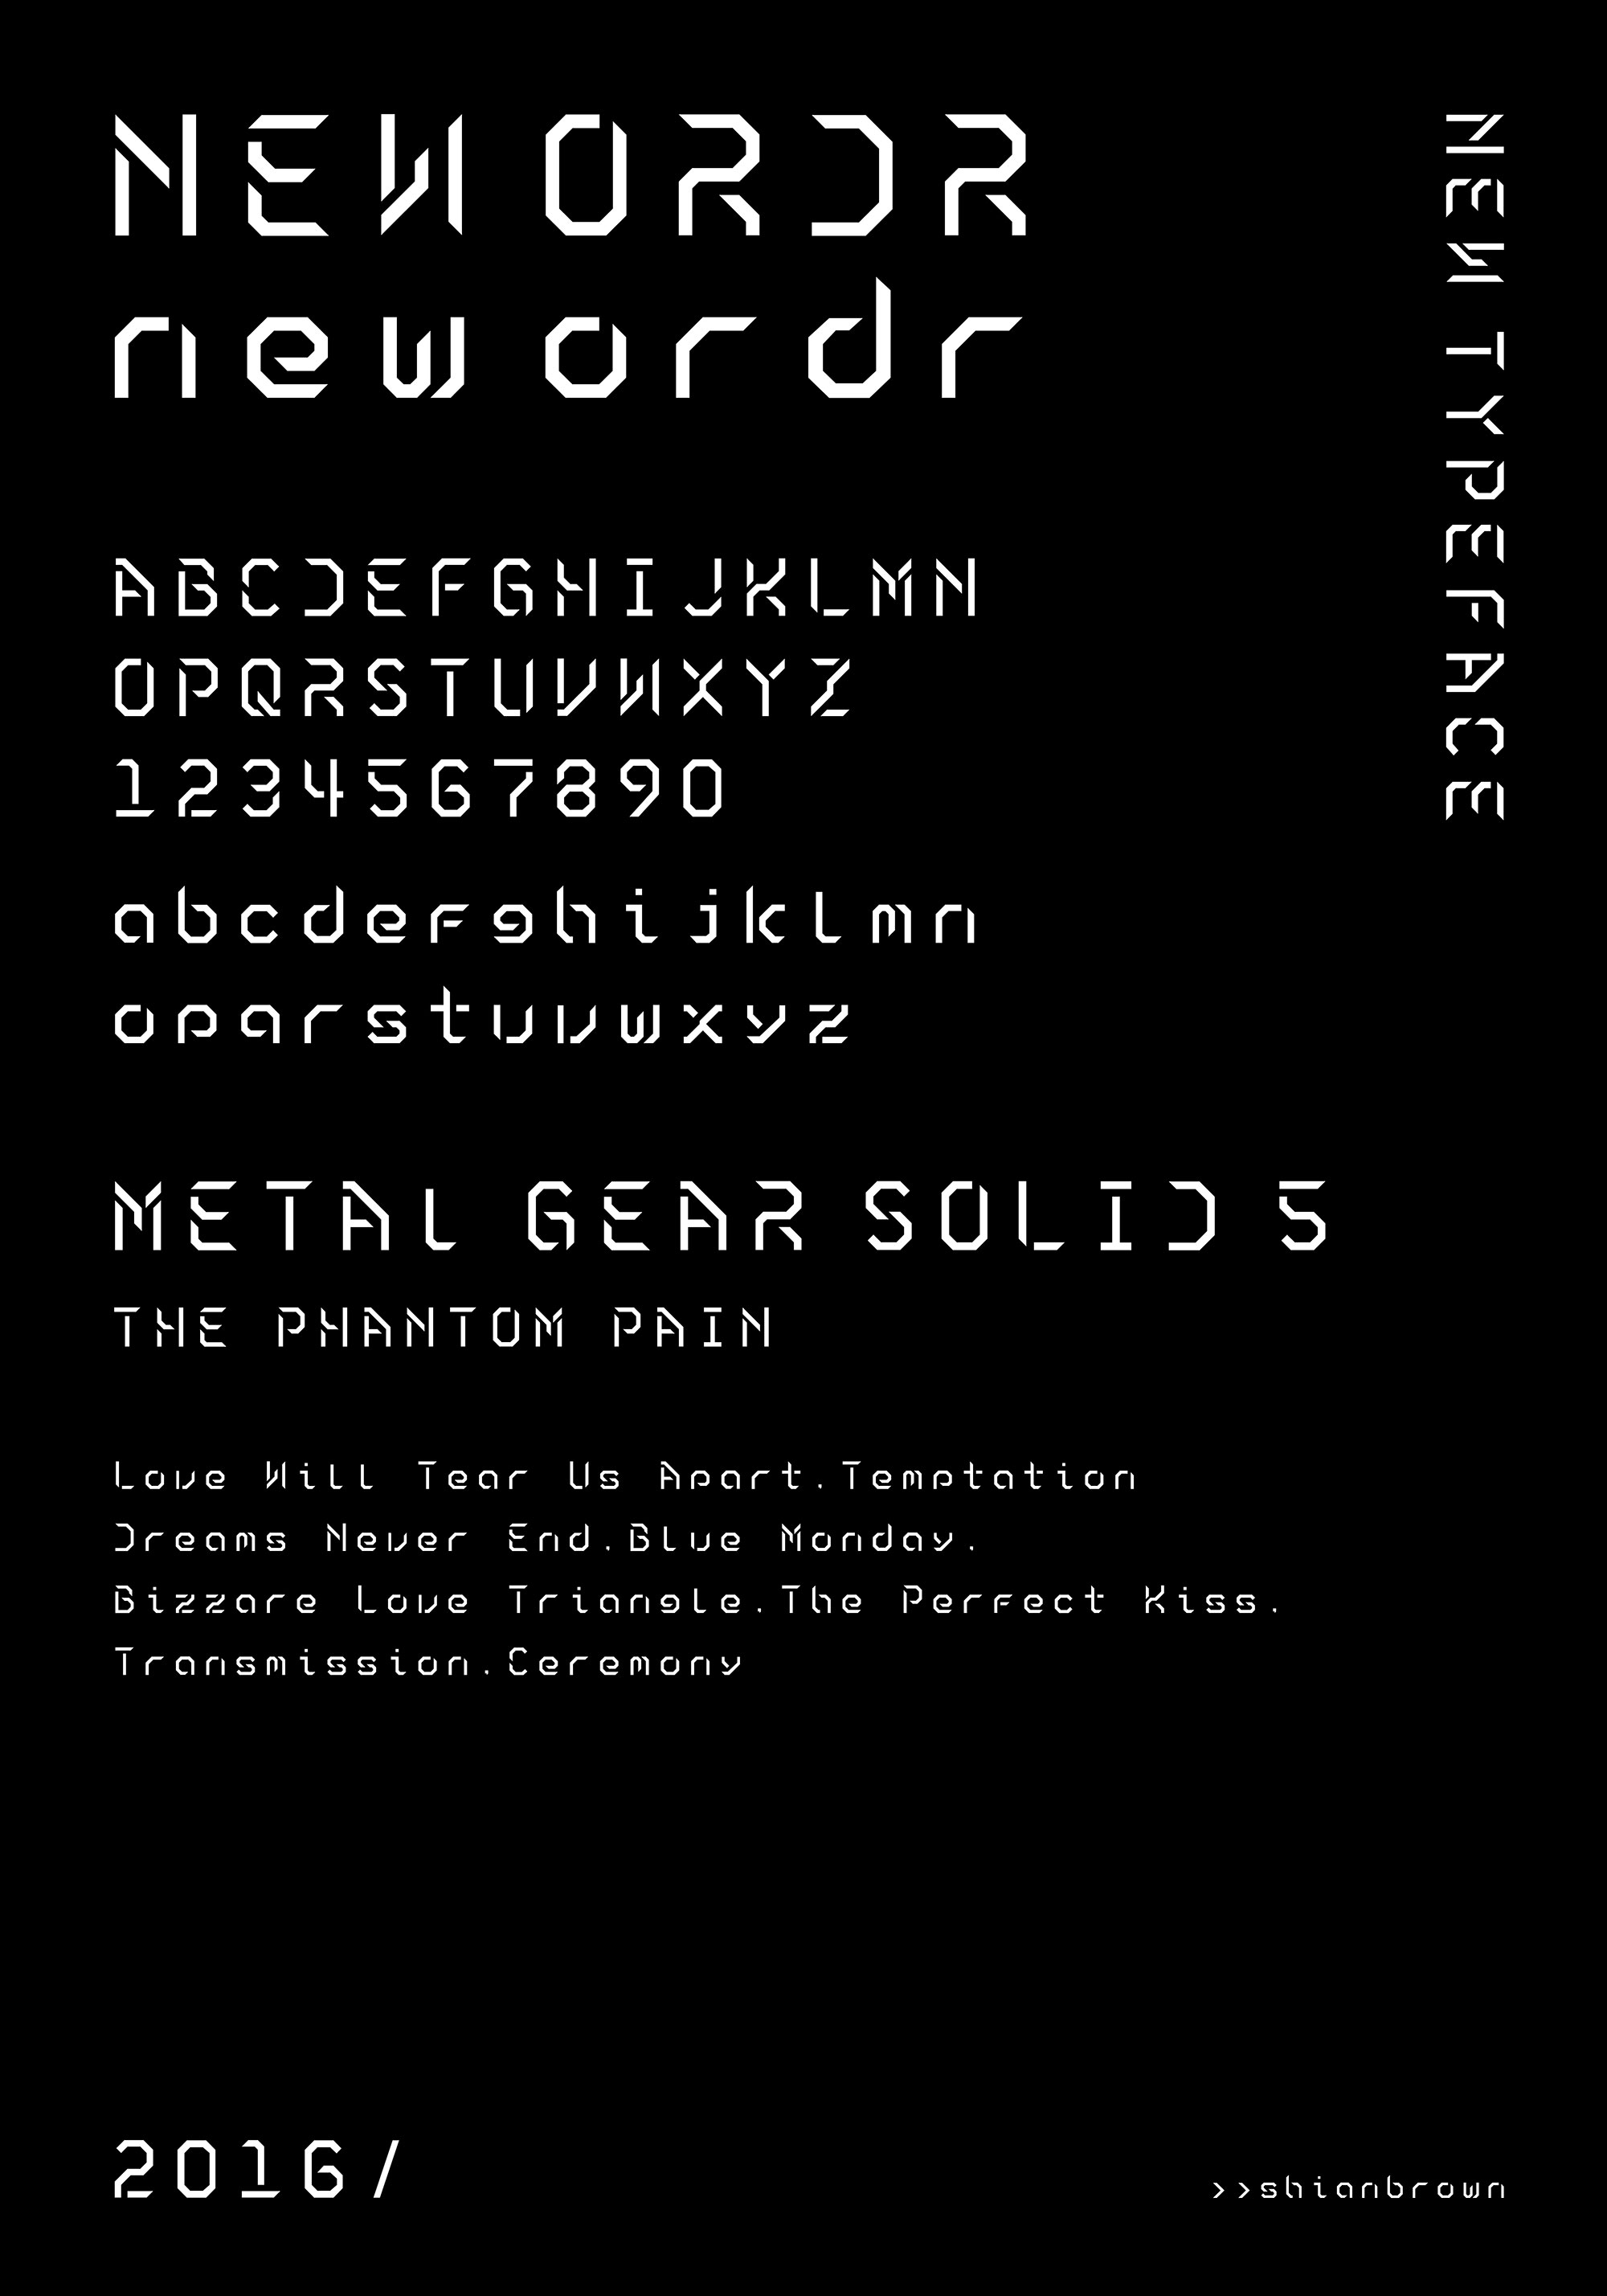 NEW ORDR
new ordr
NEW TYPEFACE
ABCDEFGHIJKLMN
OPQRSTUVWXYZ
1234567890
abcdefghijklmn
opqrstuvwxyz
METAL GEAR SOLID 5
THE PHANTOM PAIN
Love Will Tear Us Apart.Temptation
Dreams Never End.Blue Monday.
Bizzare Love Triangle.The Perfect Kiss.
Transmission.Ceremony
2016/
>>shianbrown